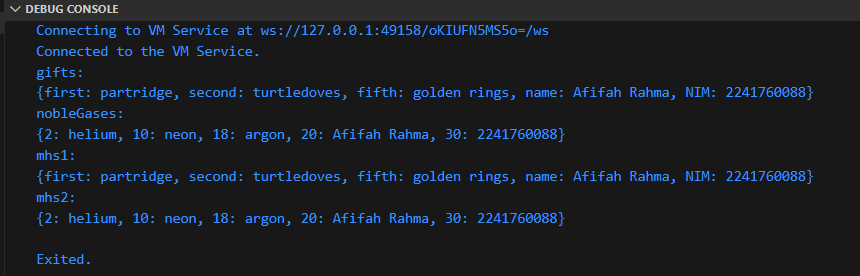 DEBUG CONSOLE
Connecting to VM Service at ws://127.0.0.1:49158/oKIUFN5MS5o=/ws
Connected to the VM Service.
gifts:
{first: partridge, second: turtledoves, fifth: golden rings, name: Afifah Rahma, NIM: 2241760088}
nobleGases:
{2: helium, 10: neon, 18: argon, 20: Afifah Rahma, 30: 2241760088}
mhs1:
{first: partridge, second: turtledoves, fifth: golden rings, name: Afifah Rahma, NIM: 2241760088}
mhs2:
{2: helium, 10: neon, 18: argon, 20: Afifah Rahma, 30: 2241760088}
Exited.